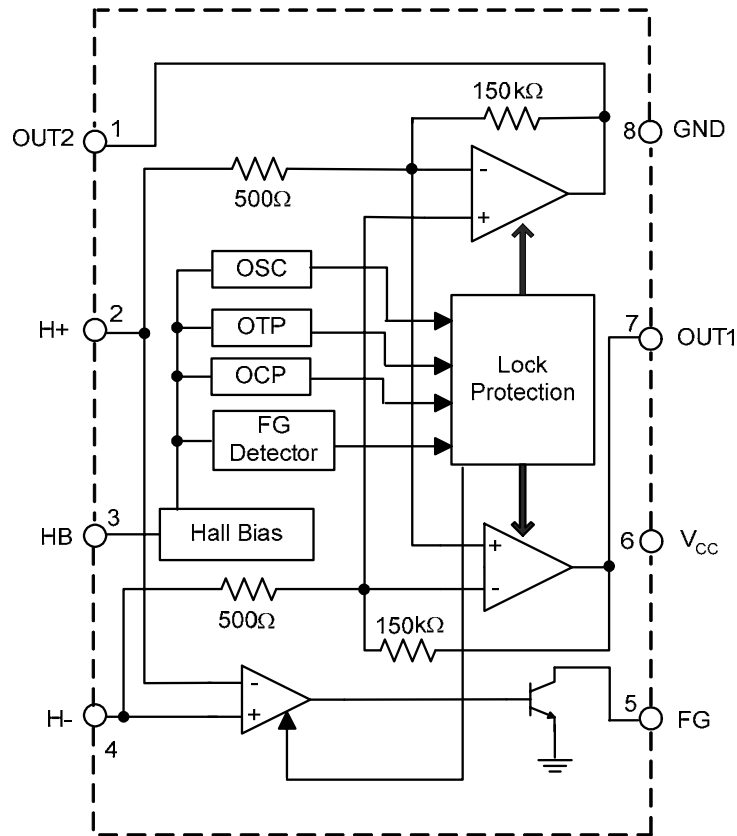 150kΩ
OUT2
1
8
GND
500Ω
-
+
OSC
H+
2
OTP
OCP
FG
Detector
Lock
Protection
7
OUT1
HB
3
Hall Bias
6
VCC
+
-
500Ω
150kΩ
H-
4
-
+
5
FG